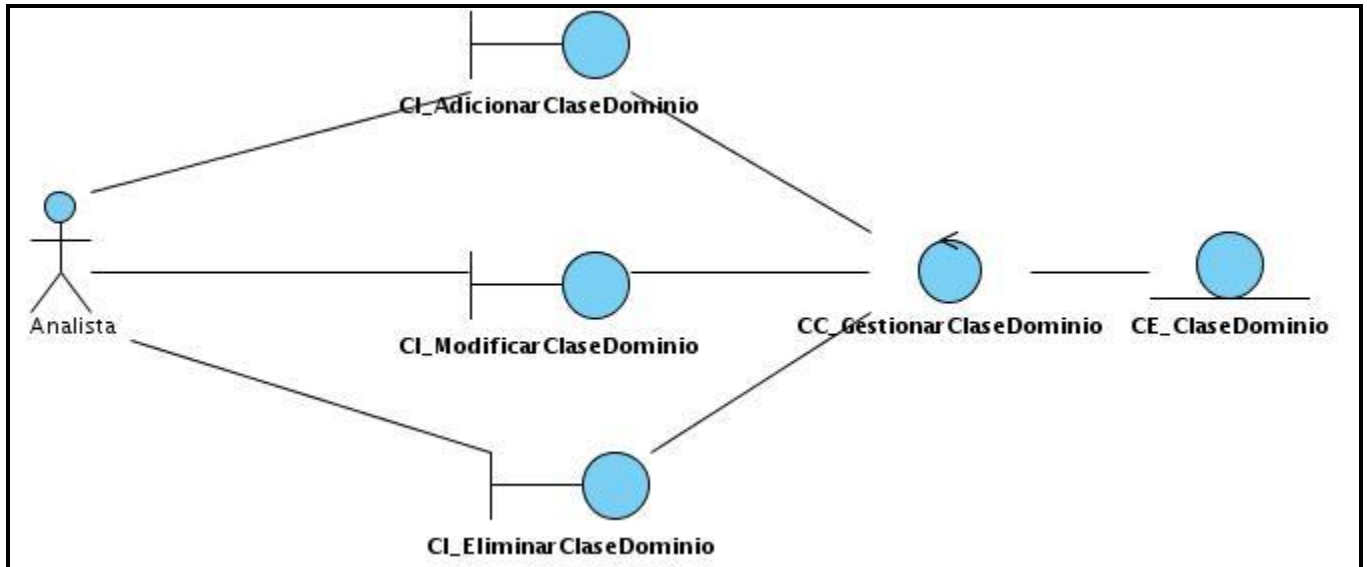 CI_AdicionarClaseDominio
Analista
CC_GestionarClaseDominio
CE_ClaseDominio
CI_ModificarClaseDominio
CI_EliminarClaseDominio